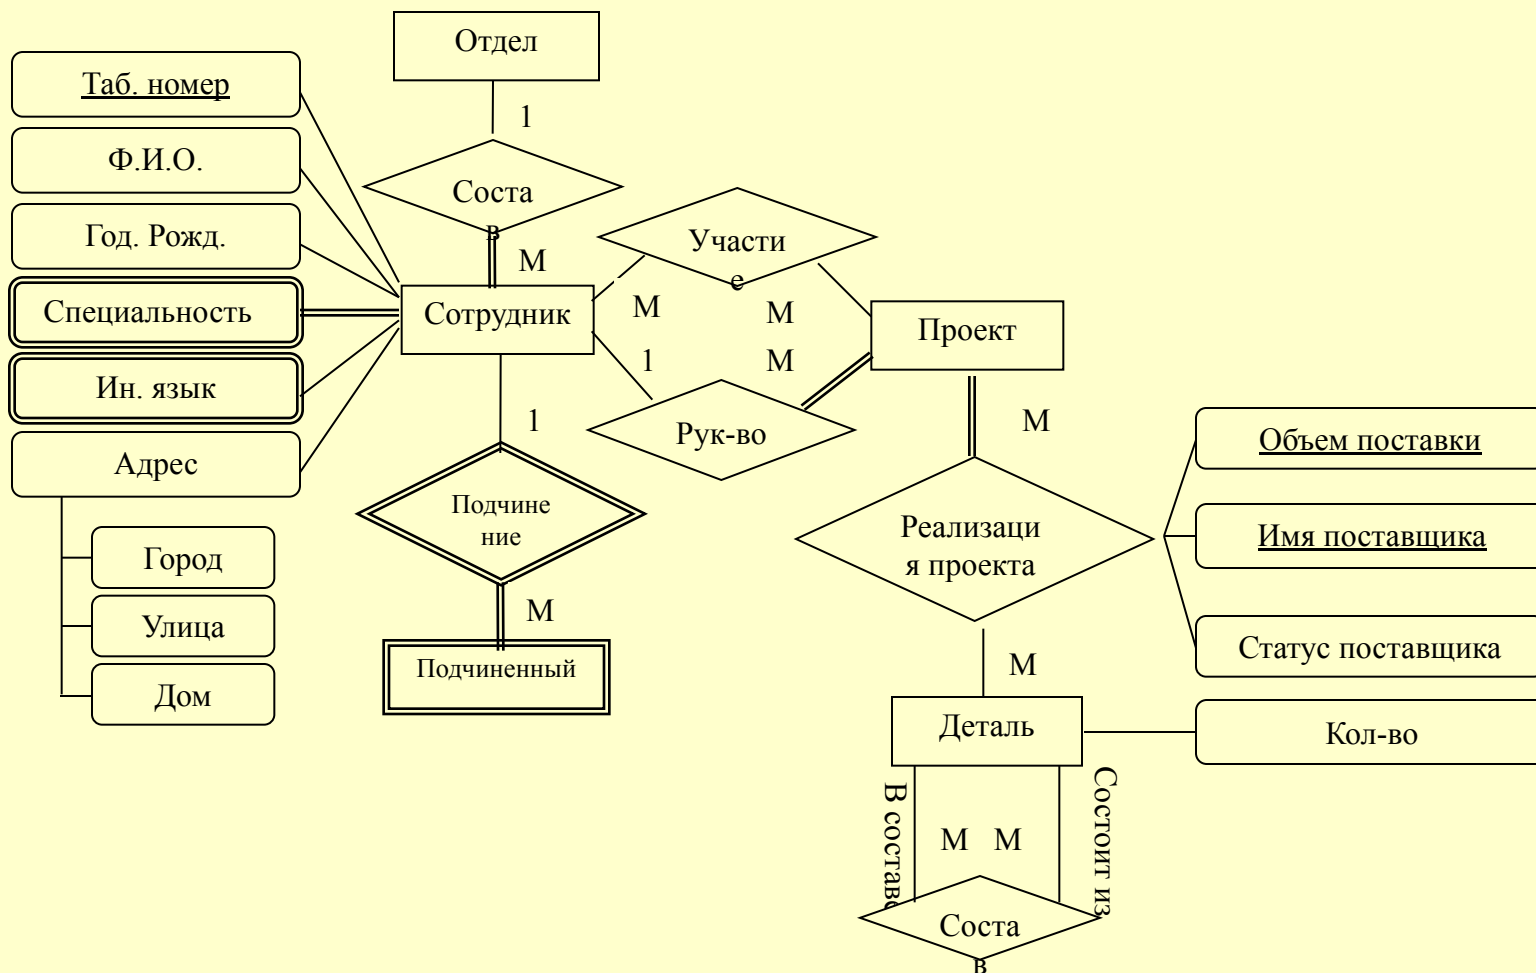 Отдел
Таб. номер
1
Ф.И.О.
Соста
в
Год. Рожд.
Участи
е
М
Специальность
Сотрудник
М
М
Проект
Ин. язык
1
М
1
М
Рук-во
Объем поставки
Адрес
Подчине
ние
Реализаци
я проекта
Имя поставщика
Город
М
Улица
Подчиненный
М
Статус поставщика
Дом
Деталь
Кол-во
В составе
М
М
Состоит из
Соста
в